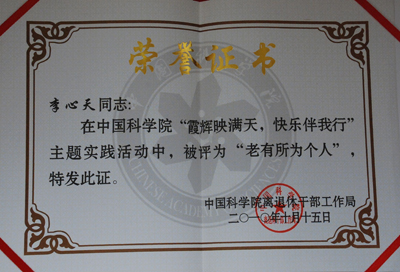 荣誉证书
李心天同志：
在中国科学院“霞辉映满天，快乐伴我行”
主题实践活动中，被评为“老有所为个人”，
特发此证。
中国科学院离退休干部工作局
二〇一〇年十月十五日